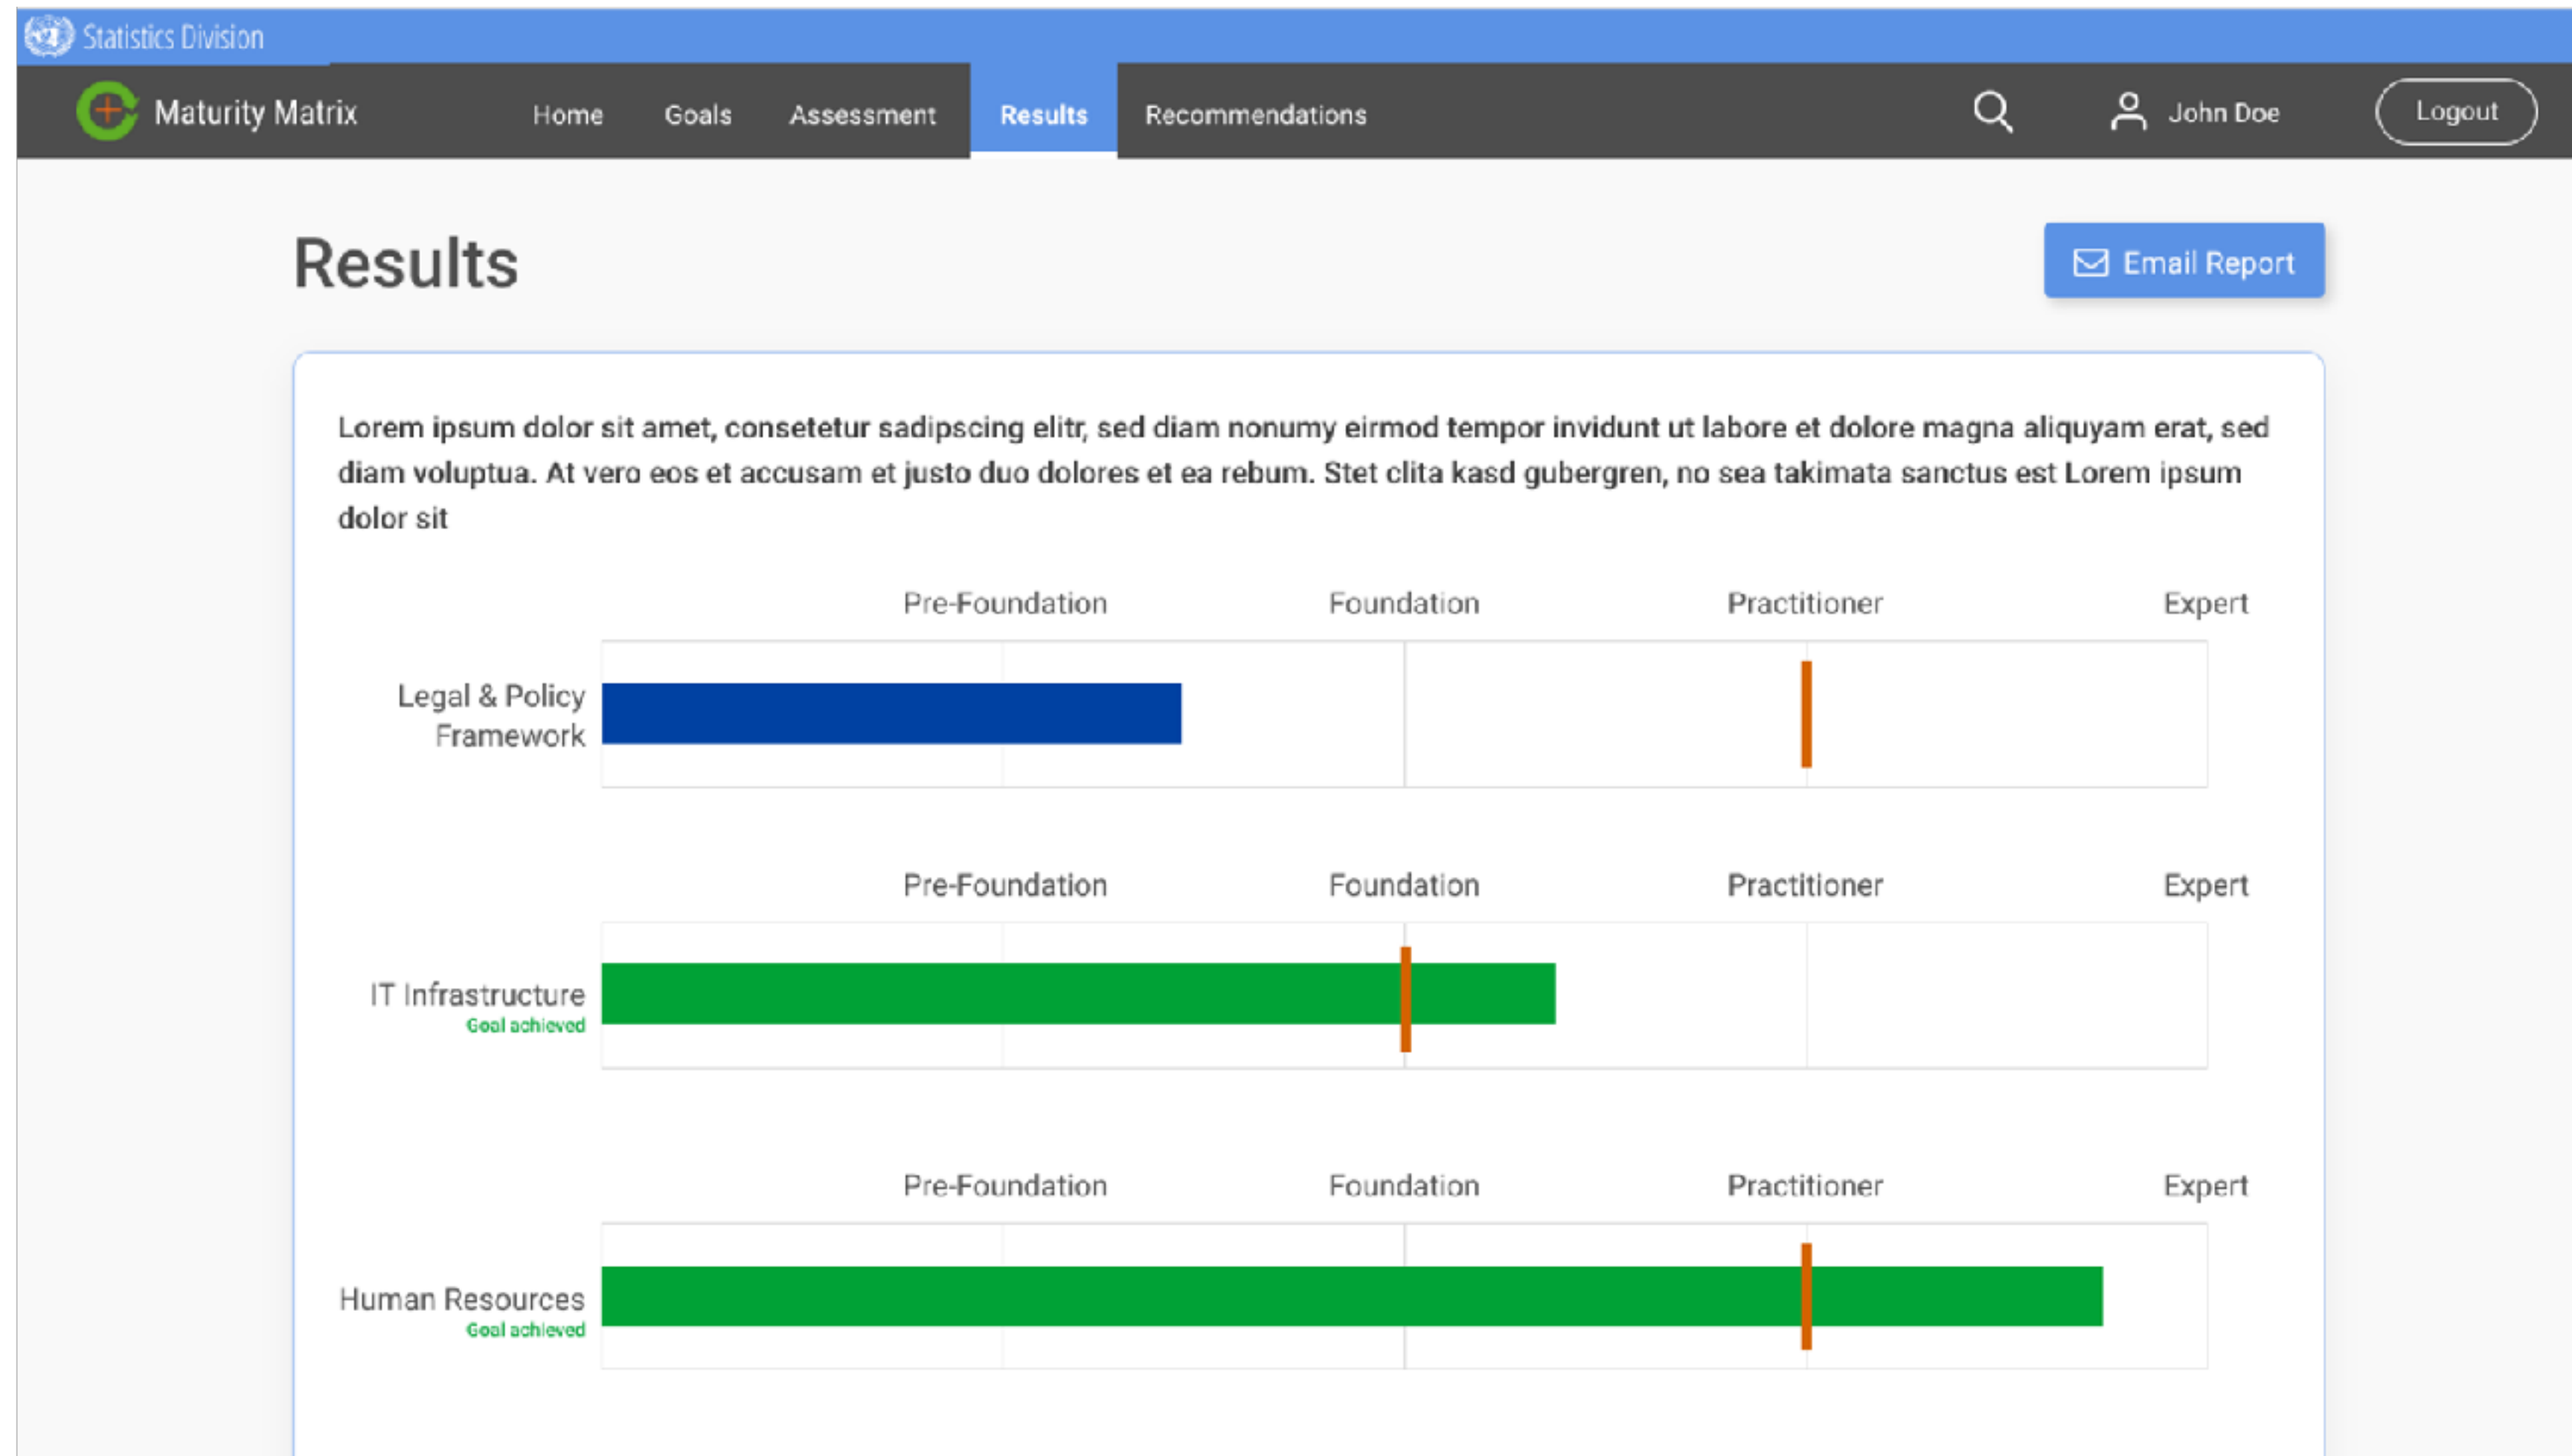 Statistics Division
Maturity Matrix Home Goals Assessment Results Recommendations John Doe Logout
Results
Email Report
Lorem ipsum dolor sit amet, consetetur sadipscing elitr, sed diam nonumy eirmod tempor invidunt ut labore et dolore magna aliquyam erat, sed
diam voluptua. At vero eos et accusam et justo duo dolores et ea rebum. Stet clita kasd gubergren, no sea takimata sanctus est Lorem ipsum
dolor sit
Pre-Foundation Foundation Practitioner Expert
Legal & Policy
Framework
Pre-Foundation Foundation Practitioner Expert
IT Infrastructure
Goal achieved
Pre-Foundation Foundation Practitioner Expert
Human Resources
Goal achieved